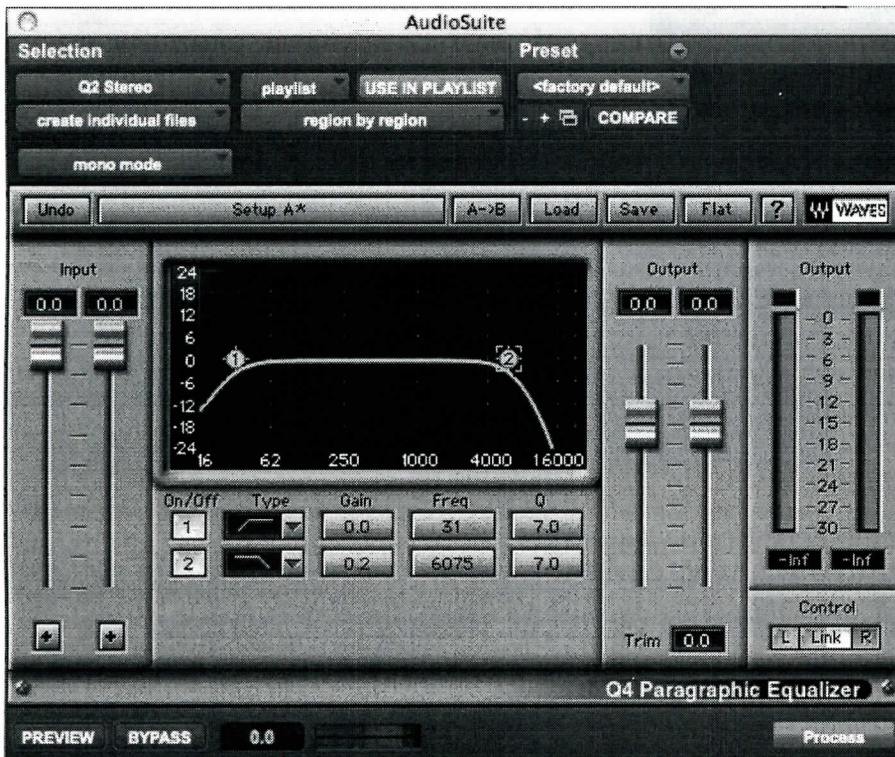 AudioSuite
Selection
Preset
Q2 Stereo
playlist
USE IN PLAYLIST
<factory default>
create individual files
region by region
- +
COMPARE
mono mode
Undo
Setup A*
A->B
Load
Save
Flat
?
WAVES
Input
0.0 0.0
24
18
12
6
0
-6
-12
-18
-24
1
2
16 62 250 1000 4000 16000
On/Off Type Gain Freq Q
1 0.0 31 7.0
2 0.2 6075 7.0
Output
0.0 0.0
Trim 0.0
Output
0
3
6
9
12
15
18
21
24
27
30
-Inf -Inf
Control
L Link R
Q4 Paragraphic Equalizer
PREVIEW
BYPASS
0.0
Process